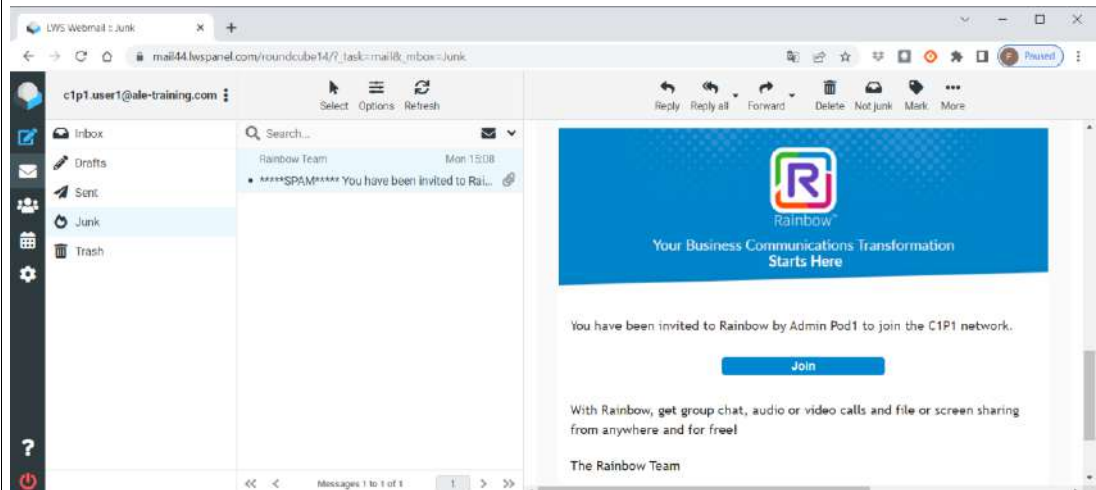 LWS Webmail :: Junk
mail44.lwspanel.com/roundcube14/?_task=mail&_mbox=Junk
Paused
c1p1.user1@ale-training.com
Select Options Refresh
Reply Reply all Forward Delete Not junk Mark More
Inbox
Drafts
Sent
Junk
Trash
Search...
Rainbow Team Mon 15:08
*****SPAM***** You have been invited to Rai...
Messages 1 to 1 of 1
1
R
Rainbow™
Your Business Communications Transformation
Starts Here
You have been invited to Rainbow by Admin Pod1 to join the C1P1 network.
Join
With Rainbow, get group chat, audio or video calls and file or screen sharing
from anywhere and for free!
The Rainbow Team